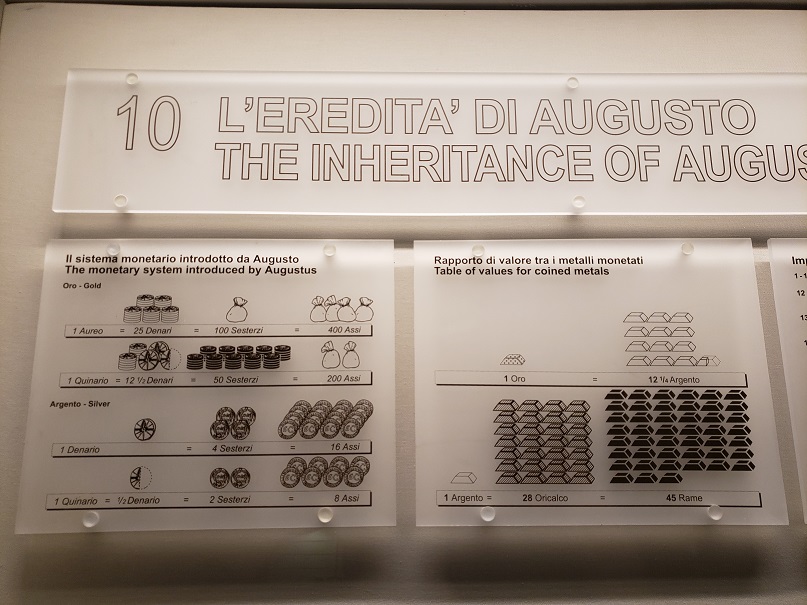 10
L'EREDITA' DI AUGUSTO
THE INHERITANCE OF AUGUS
Il sistema monetario introdotto da Augusto
The monetary system introduced by Augustus
Oro - Gold
1 Aureo = 25 Denari = 100 Sesterzi = 400 Assi
1 Quinario = 12 ½ Denari = 50 Sesterzi = 200 Assi
Argento - Silver
1 Denario = 4 Sesterzi = 16 Assi
1 Quinario = ½ Denario = 2 Sesterzi = 8 Assi
Rapporto di valore tra i metalli monetati
Table of values for coined metals
1 Oro = 12 ¼ Argento
1 Argento = 28 Oricalco = 45 Rame
Imp
1 - 1
12
13